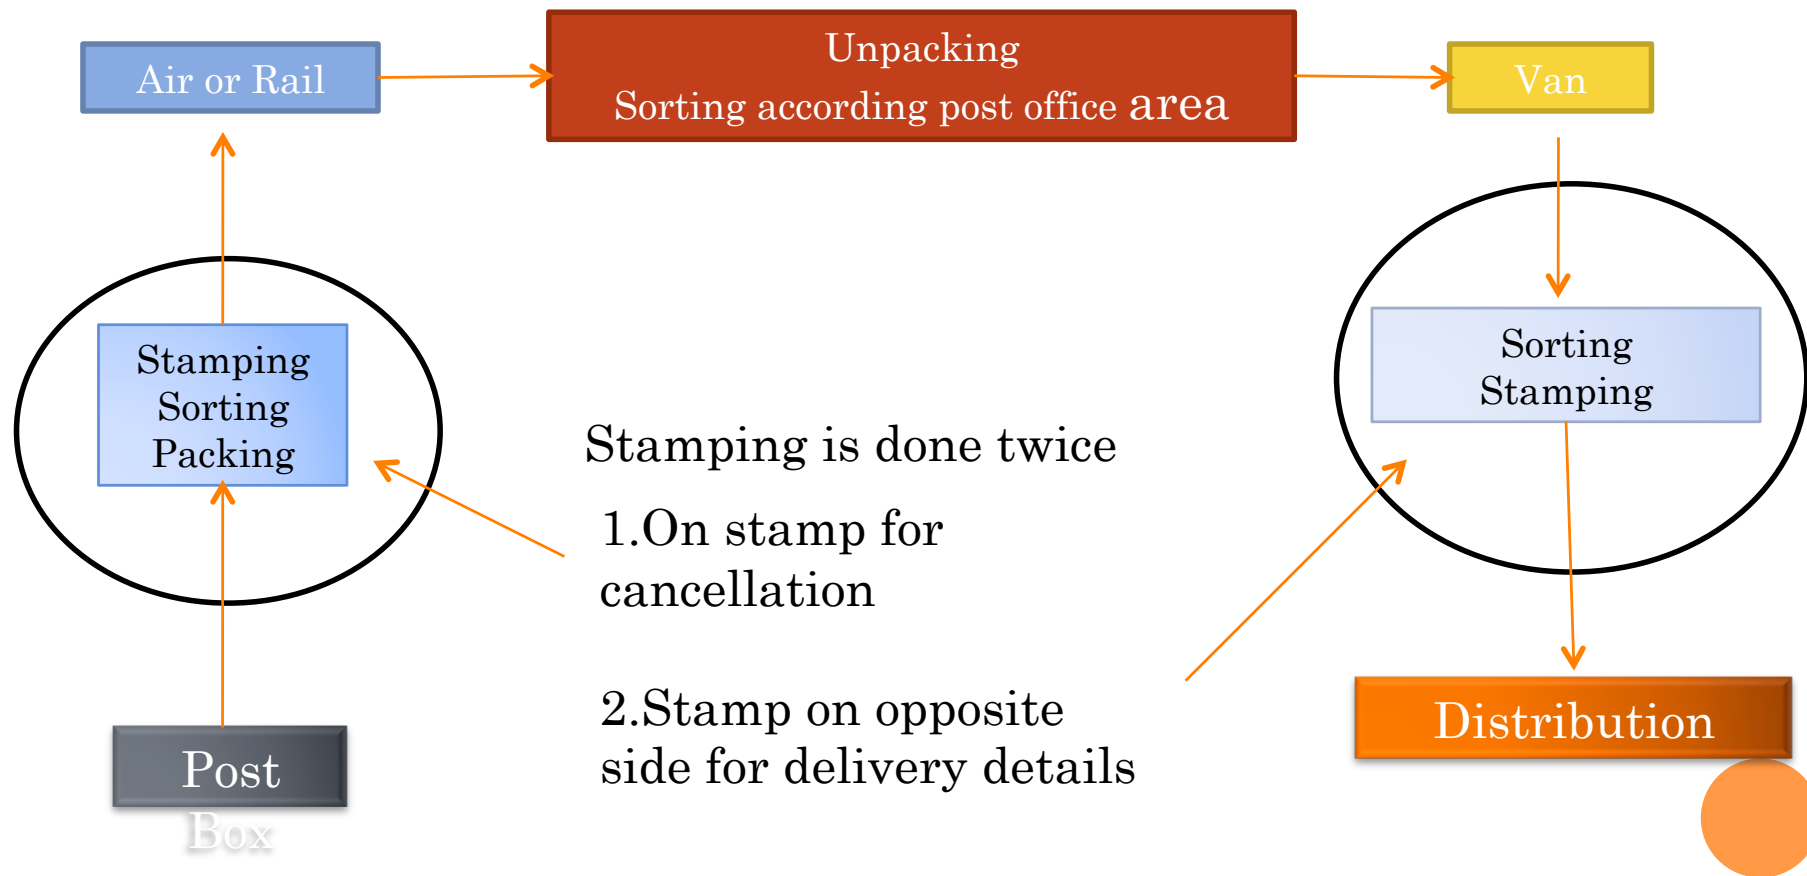 Air or Rail
Unpacking
Sorting according post office area
Van
Stamping
Sorting
Packing
Sorting
Stamping
Stamping is done twice
1.On stamp for
cancellation
2.Stamp on opposite
side for delivery details
Post
Box
Distribution